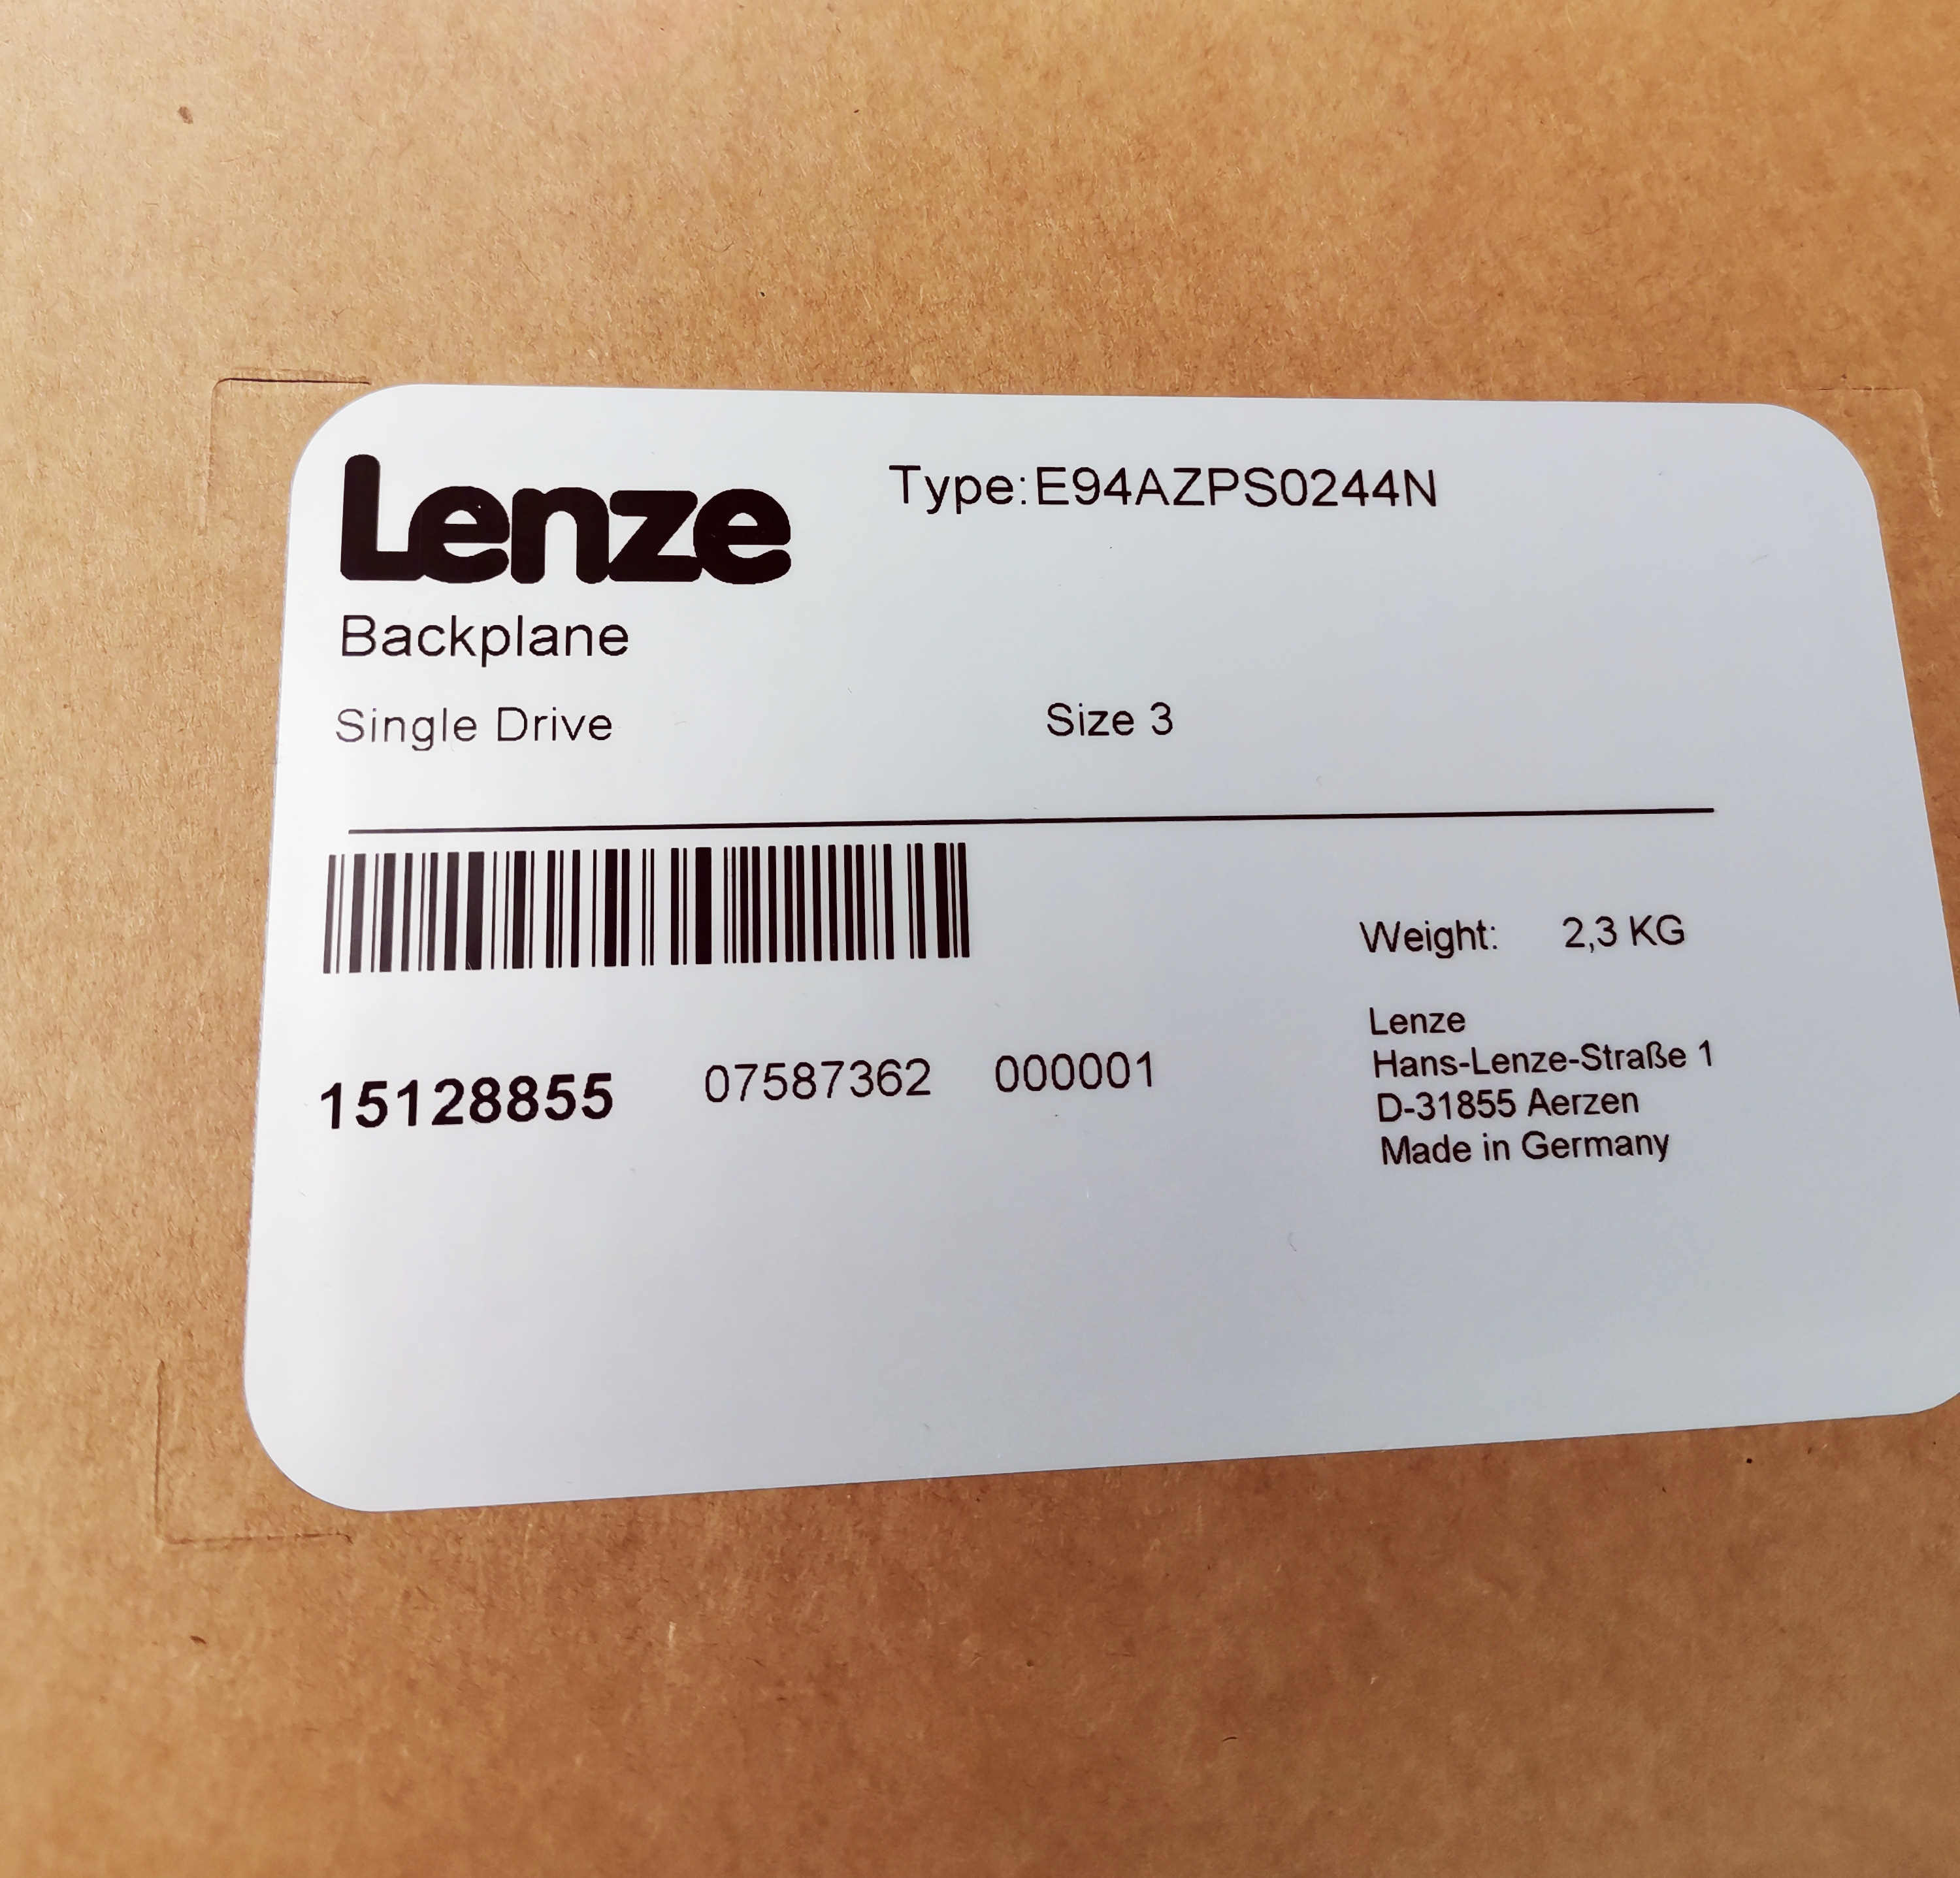 Lenze
Type:E94AZPS0244N
Backplane
Single Drive
Size 3
Weight: 2,3 KG
15128855 07587362 000001
Lenze
Hans-Lenze-Straße 1
D-31855 Aerzen
Made in Germany